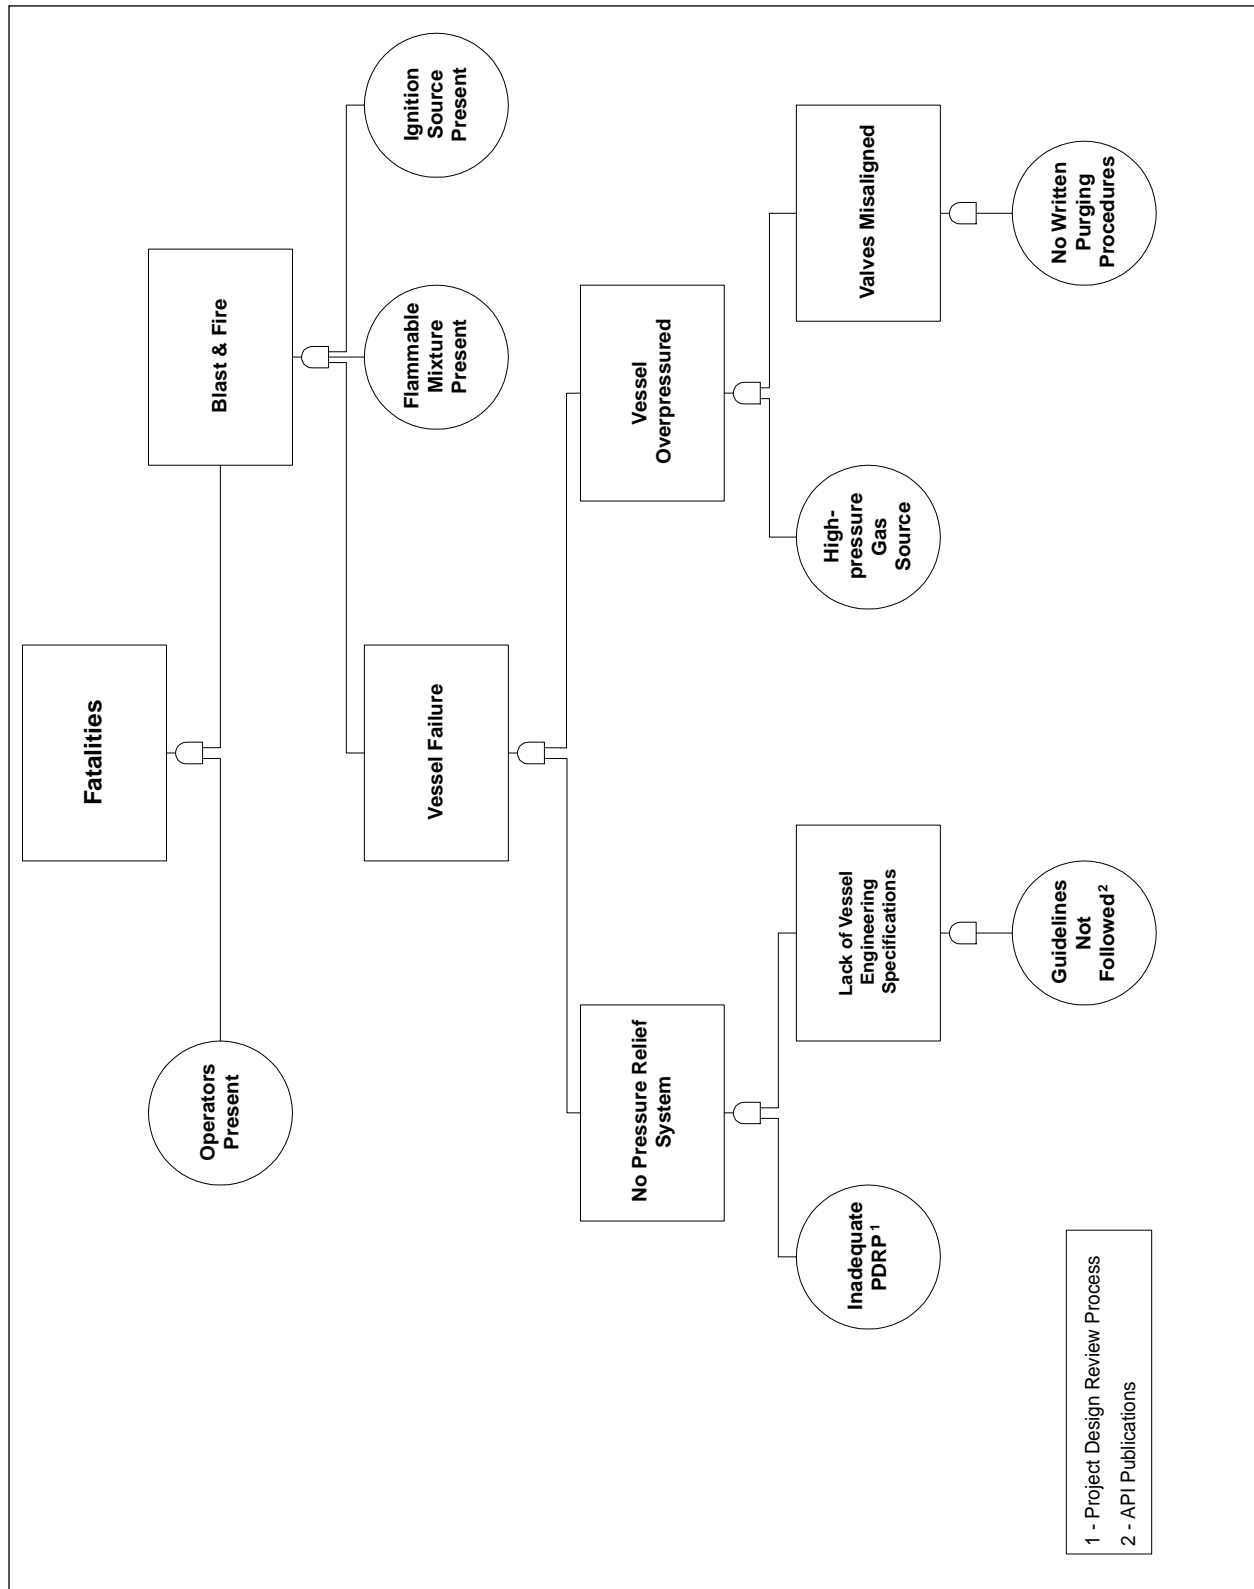 Fatalities
Operators
Present
Blast & Fire
Vessel Failure
Flammable
Mixture
Present
Ignition
Source
Present
No Pressure Relief
System
Vessel
Overpressured
Inadequate
PDRP¹
Lack of Vessel
Engineering
Specifications
High-
pressure
Gas
Source
Valves Misaligned
Guidelines
Not
Followed²
No Written
Purging
Procedures
1 - Project Design Review Process
2 - API Publications